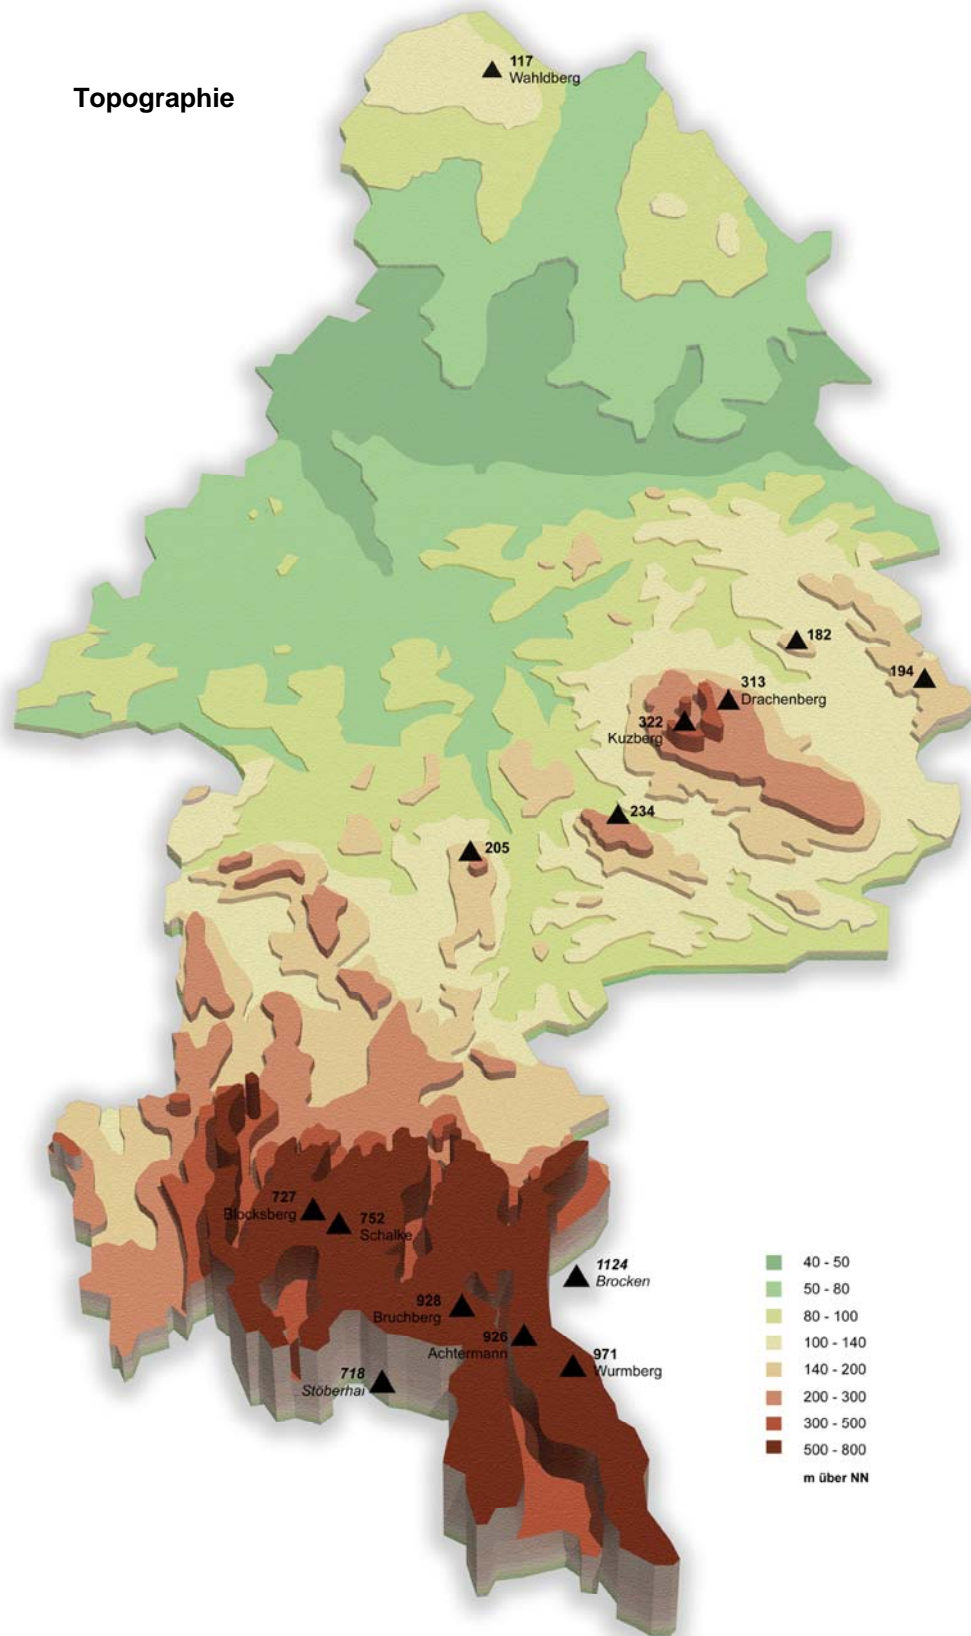 117
Wahldberg
Topographie
182
194
313
Drachenberg
322
Kuzberg
234
205
727
Blocksberg
752
Schalke
1124
Brocken
928
Bruchberg
926
Achtermann
971
Wurmberg
718
Stöberhai
40 - 50
50 - 80
80 - 100
100 - 140
140 - 200
200 - 300
300 - 500
500 - 800
m über NN